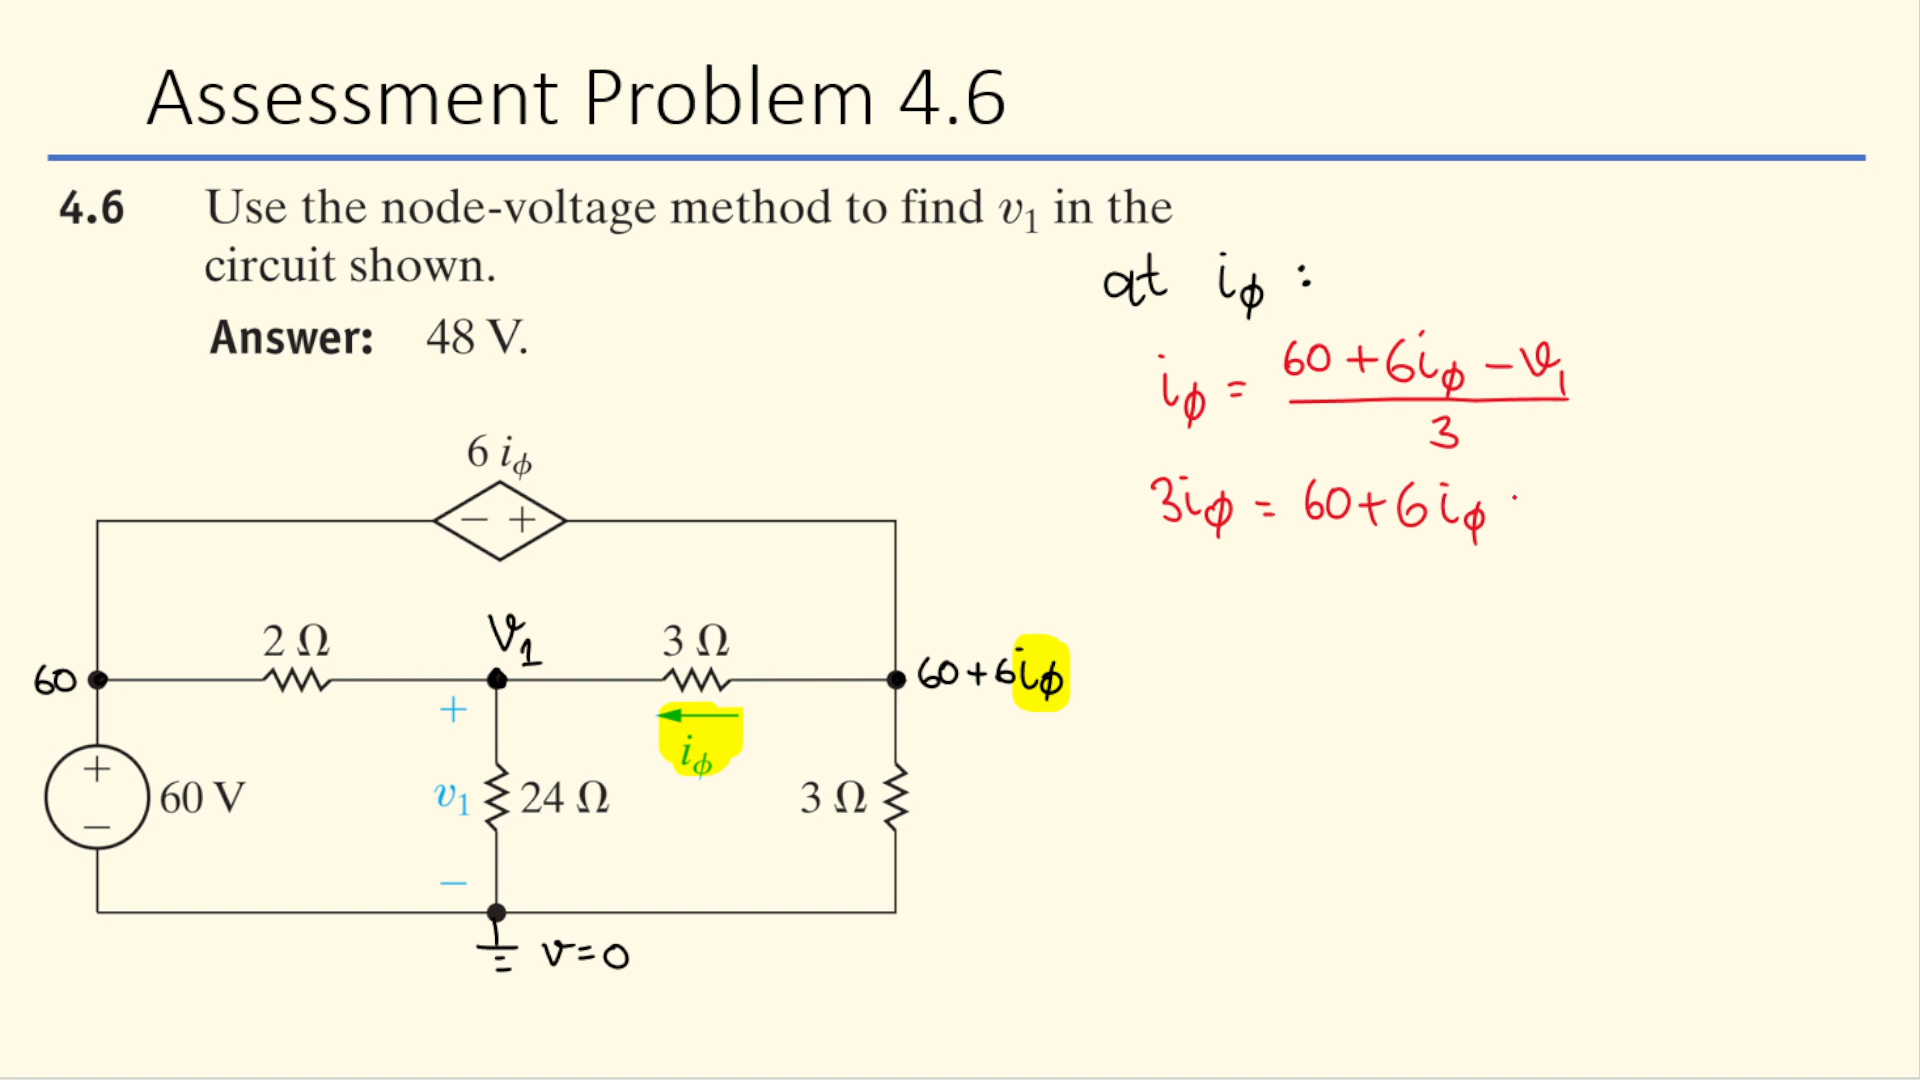 Assessment Problem 4.6
4.6 Use the node-voltage method to find v₁ in the
circuit shown.
Answer: 48 V.
at iϕ :
iϕ = (60 + 6iϕ − v₁) / 3
3iϕ = 60 + 6iϕ
6 iϕ
− +
2 Ω
V₁
3 Ω
60
60 + 6iϕ
+
iϕ
+
60 V
v₁
24 Ω
3 Ω
−
−
v = 0